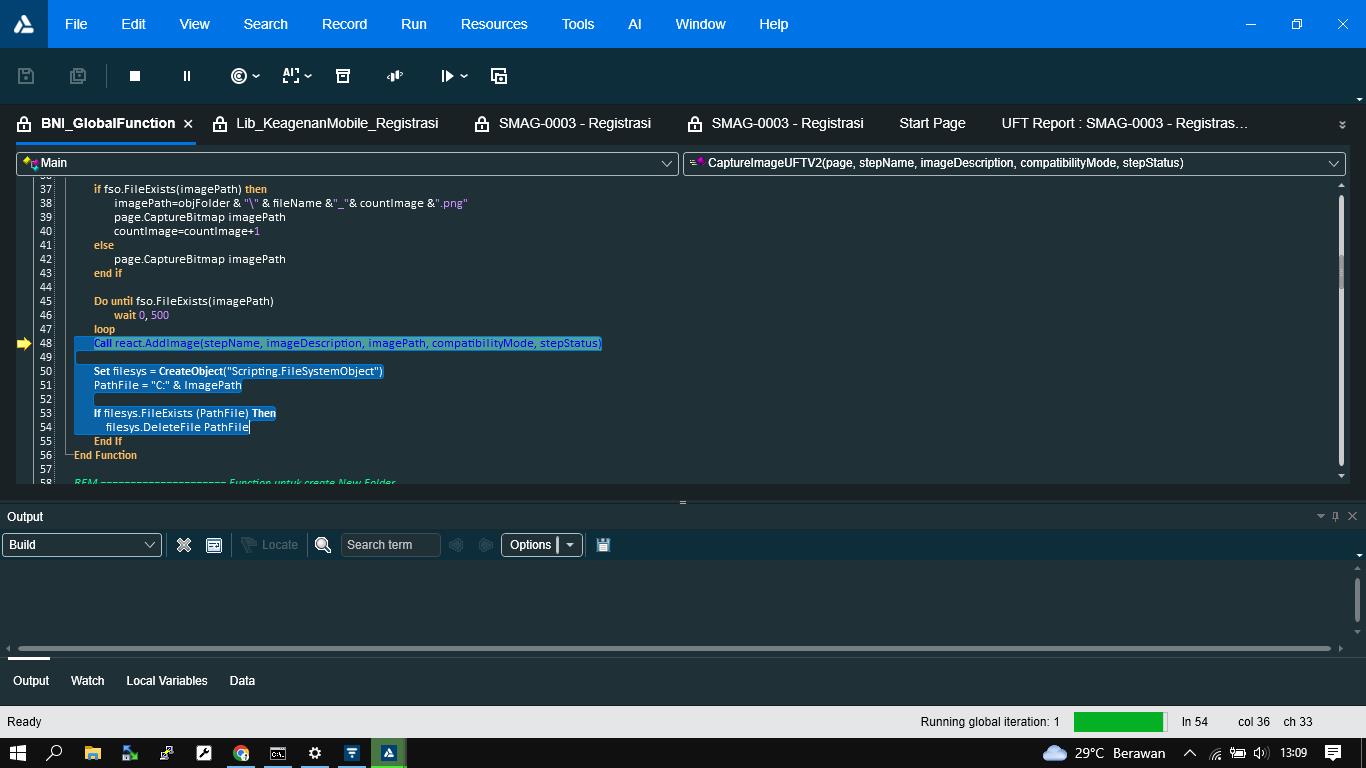 File Edit View Search Record Run Resources Tools AI Window Help
BNI_GlobalFunction Lib_KeagenanMobile_Registrasi SMAG-0003 - Registrasi SMAG-0003 - Registrasi Start Page UFT Report : SMAG-0003 - Registras...
Main CaptureImageUFTV2(page, stepName, imageDescription, compatibilityMode, stepStatus)
36
37 if fso.FileExists(imagePath) then
38 imagePath=objFolder & "\" & fileName &"_"& countImage &".png"
39 page.CaptureBitmap imagePath
40 countImage=countImage+1
41 else
42 page.CaptureBitmap imagePath
43 end if
44
45 Do until fso.FileExists(imagePath)
46 wait 0, 500
47 loop
48 Call react.AddImage(stepName, imageDescription, imagePath, compatibilityMode, stepStatus)
49
50 Set filesys = CreateObject("Scripting.FileSystemObject")
51 PathFile = "C:" & ImagePath
52
53 If filesys.FileExists (PathFile) Then
54 filesys.DeleteFile PathFile
55 End If
56 End Function
57
58 REM ===================== Function untuk create New Folder
Output
Build Locate Search term Options
Output Watch Local Variables Data
Ready Running global iteration: 1 ln 54 col 36 ch 33
29°C Berawan 13:09